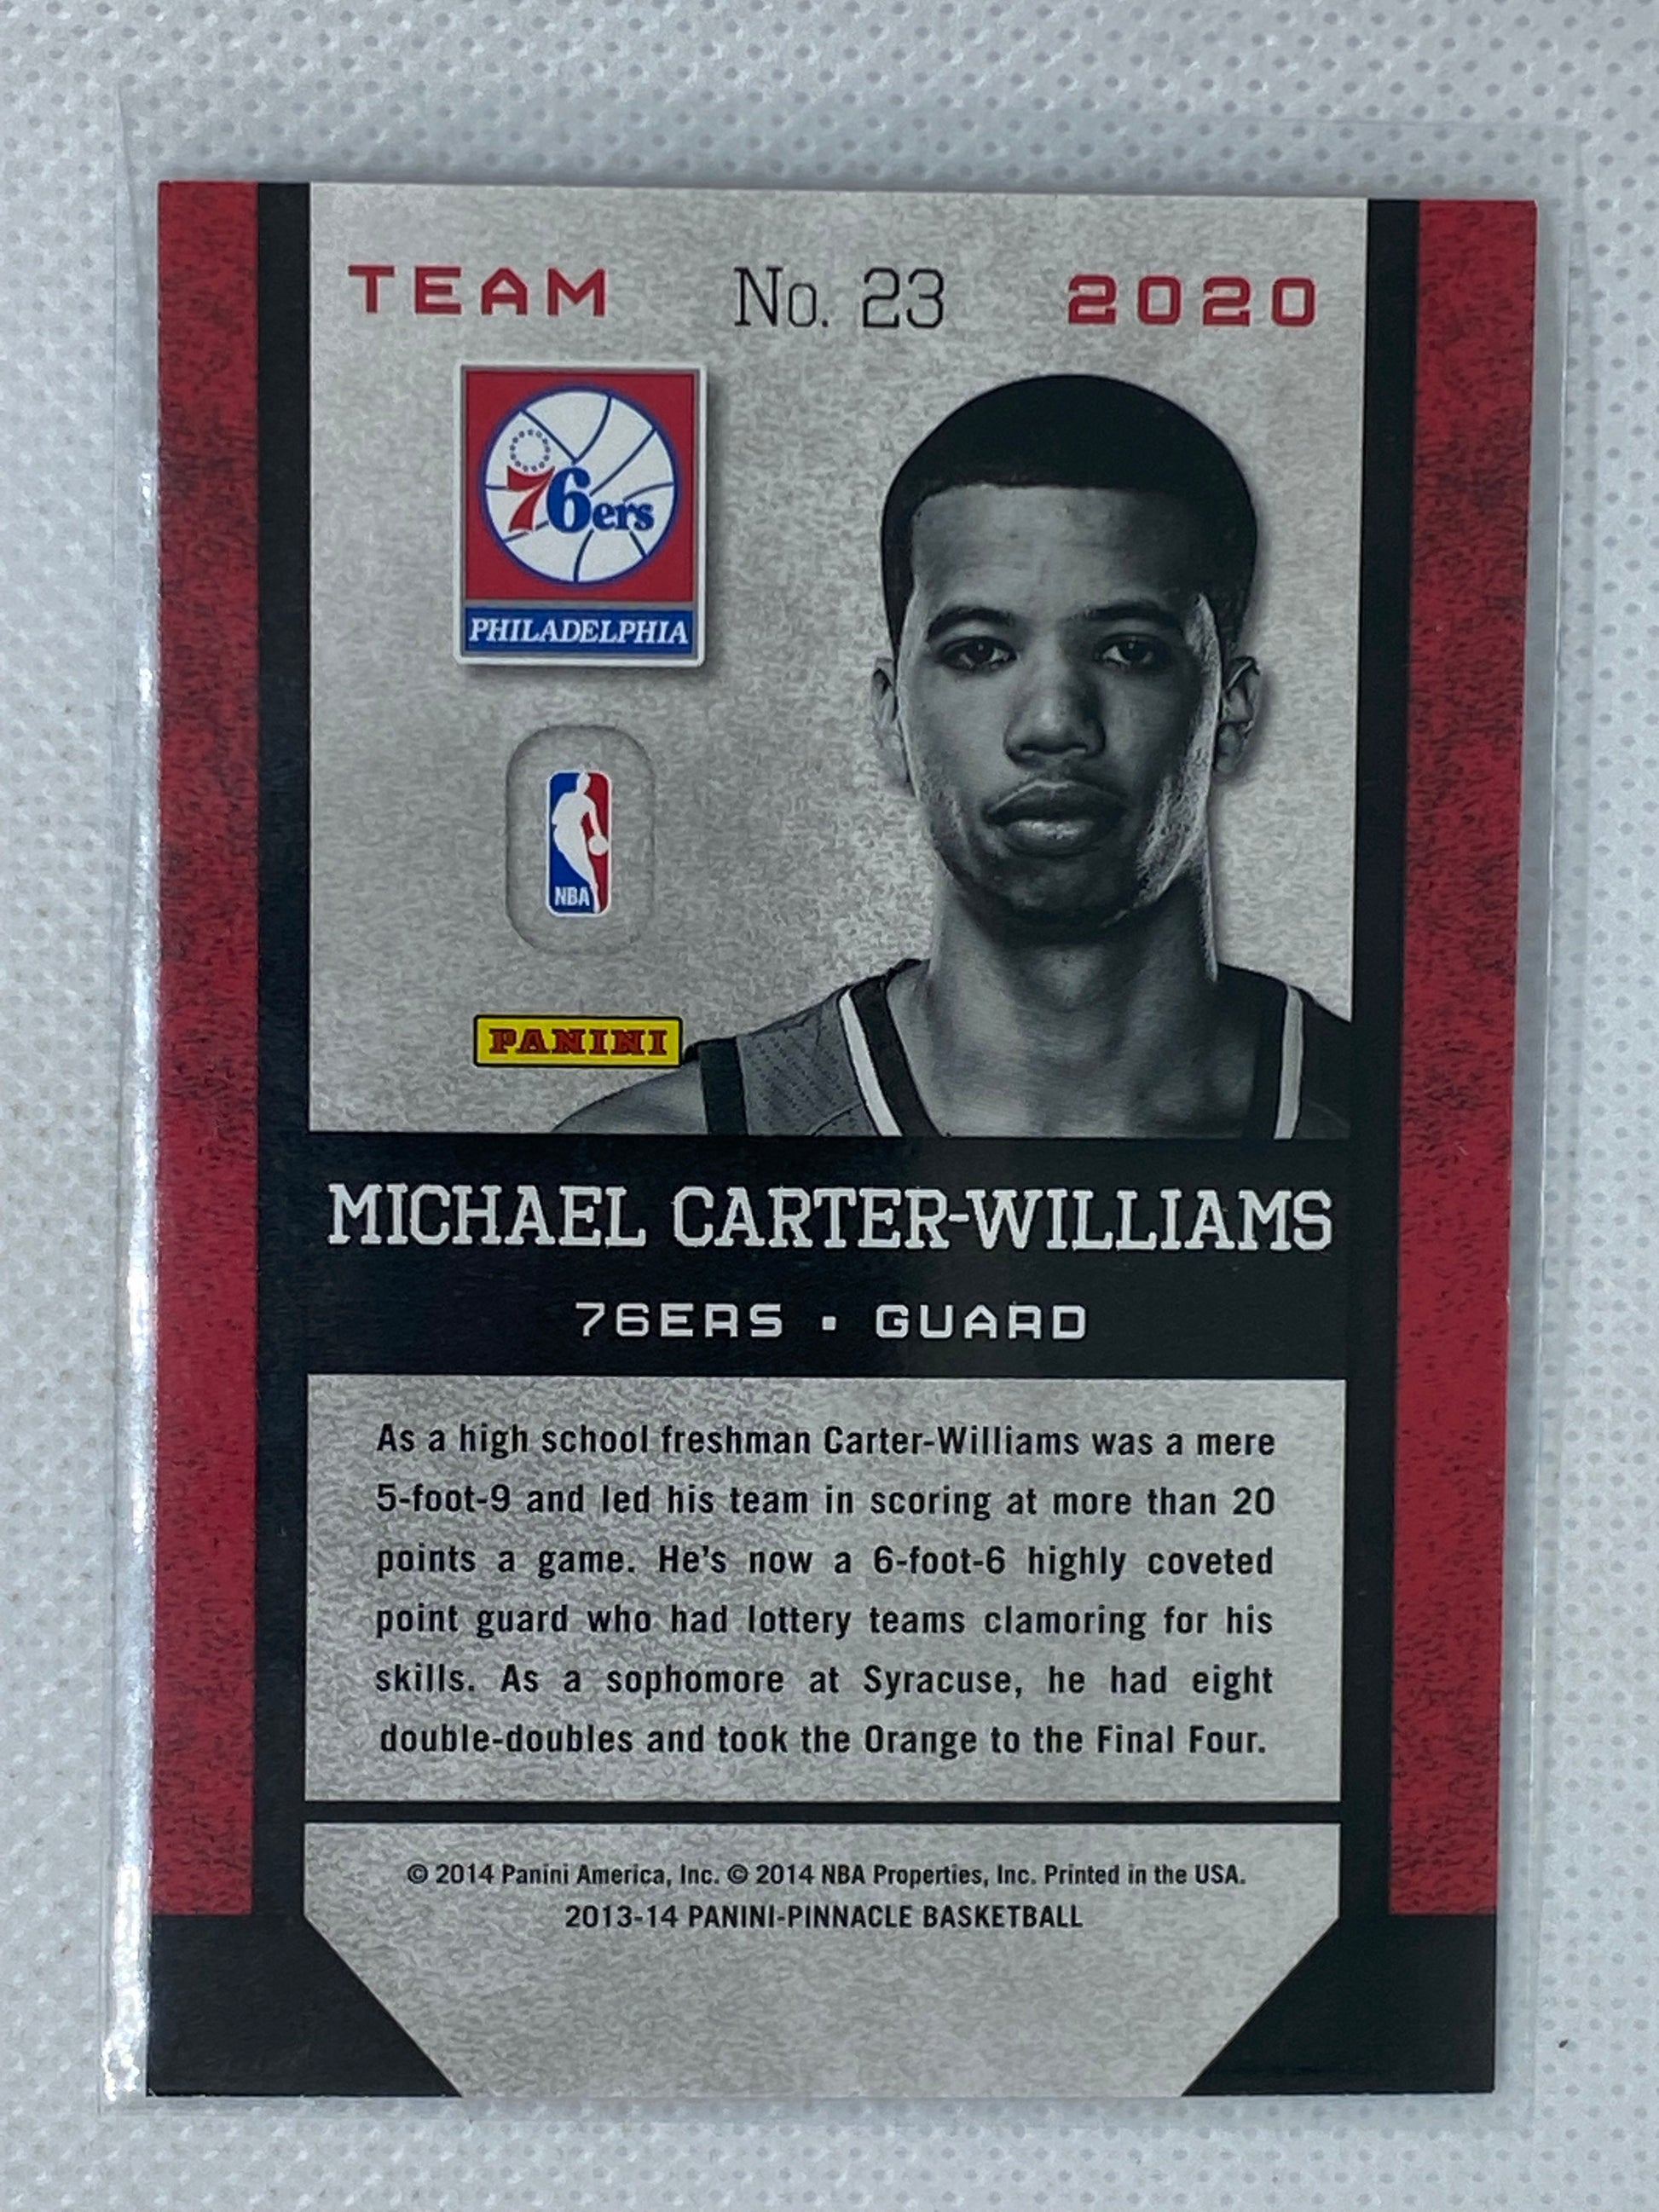 TEAM No. 23 2020
76ers
PHILADELPHIA
NBA
PANINI
MICHAEL CARTER-WILLIAMS
76ERS ▪ GUARD
As a high school freshman Carter-Williams was a mere
5-foot-9 and led his team in scoring at more than 20
points a game. He's now a 6-foot-6 highly coveted
point guard who had lottery teams clamoring for his
skills. As a sophomore at Syracuse, he had eight
double-doubles and took the Orange to the Final Four.
© 2014 Panini America, Inc. © 2014 NBA Properties, Inc. Printed in the USA.
2013-14 PANINI-PINNACLE BASKETBALL